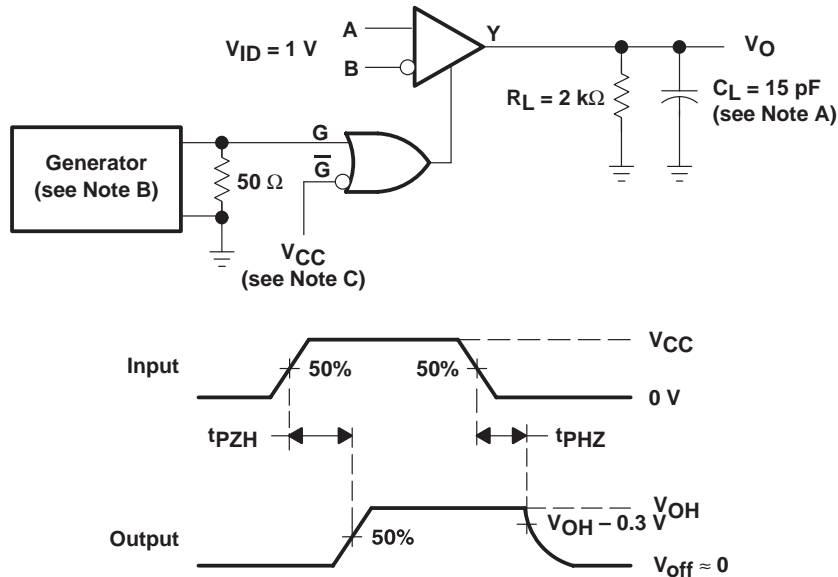 A
Y
V_ID = 1 V
B
V_O
R_L = 2 kΩ
C_L = 15 pF
(see Note A)
Generator
(see Note B)
50 Ω
G
G̅
V_CC
(see Note C)
Input
50%
50%
V_CC
0 V
t_PZH
t_PHZ
Output
50%
V_OH
V_OH – 0.3 V
V_off ≈ 0